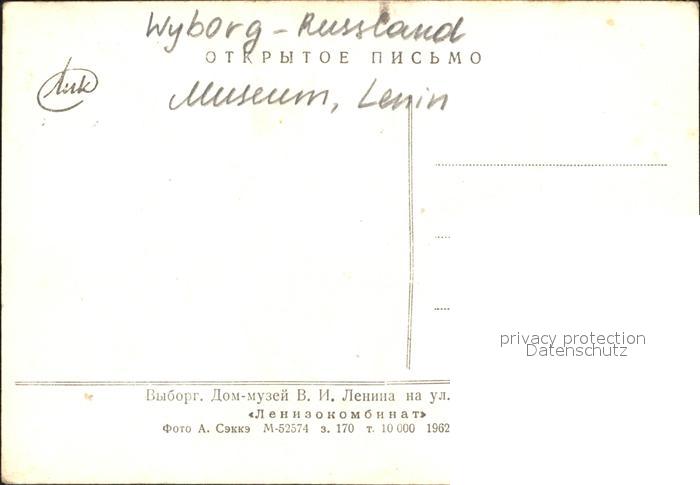 Wyborg - Russland
ОТКРЫТОЕ ПИСЬМО
Лик
Museum, Lenin
privacy protection
Datenschutz
Выборг. Дом-музей В. И. Ленина на ул.
«Ленизокомбинат»
Фото А. Сэккэ М-52574 з. 170 т. 10 000 1962